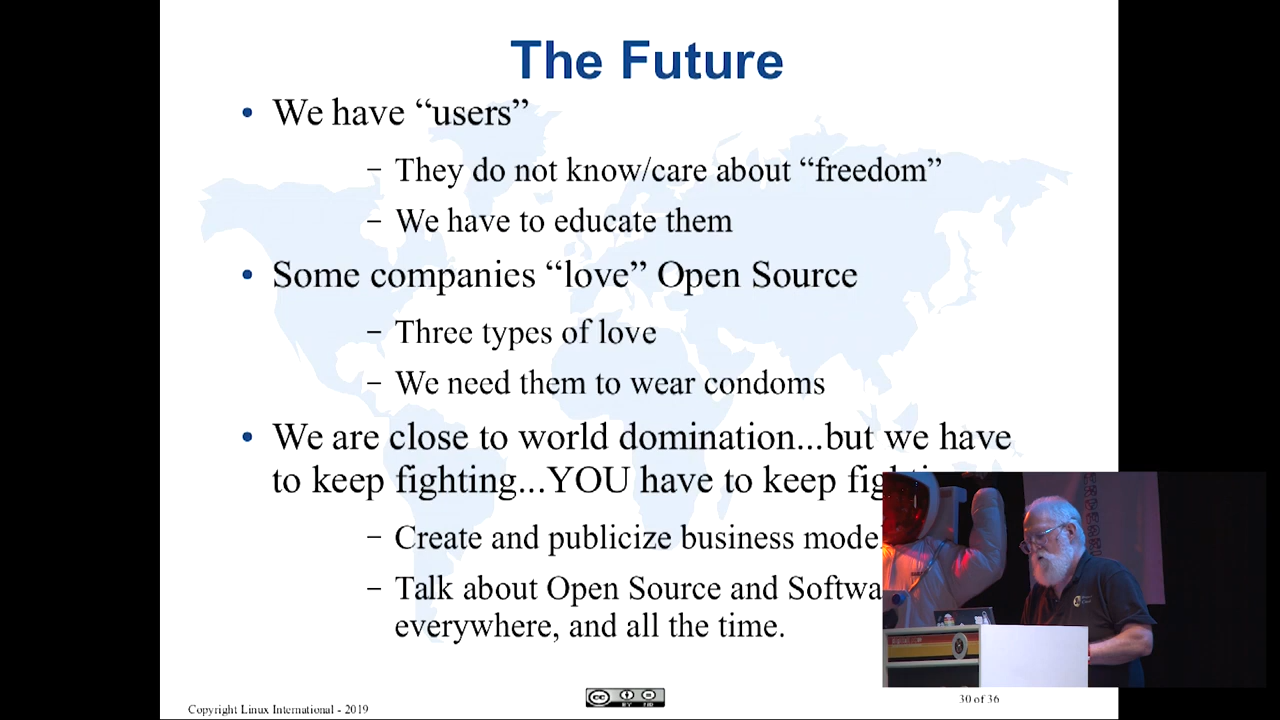 The Future
• We have “users”
– They do not know/care about “freedom”
– We have to educate them
• Some companies “love” Open Source
– Three types of love
– We need them to wear condoms
• We are close to world domination...but we have
to keep fighting...YOU have to keep
– Create and publicize business
– Talk about Open Source and
everywhere, and all the time.
Copyright Linux International - 2019
30 of 36